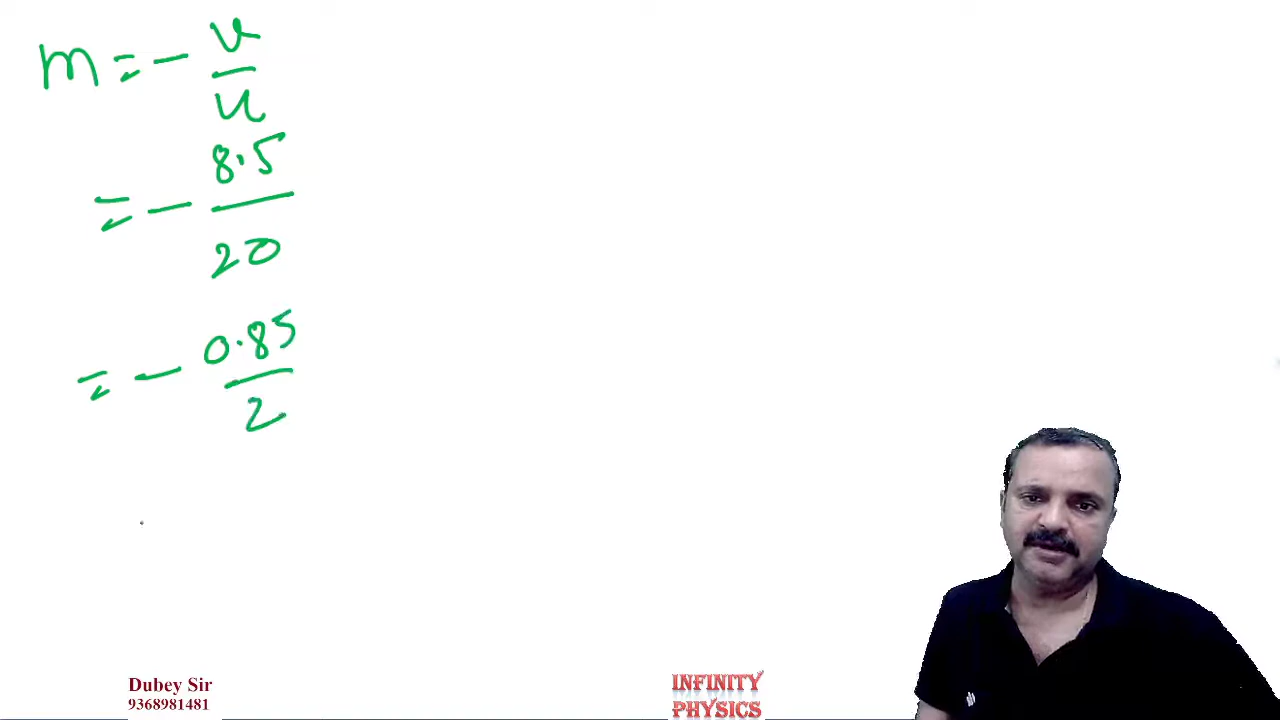 m = - v/u
= - 8.5/20
= - 0.85/2
Dubey Sir
9368981481
INFINITY
PHYSICS